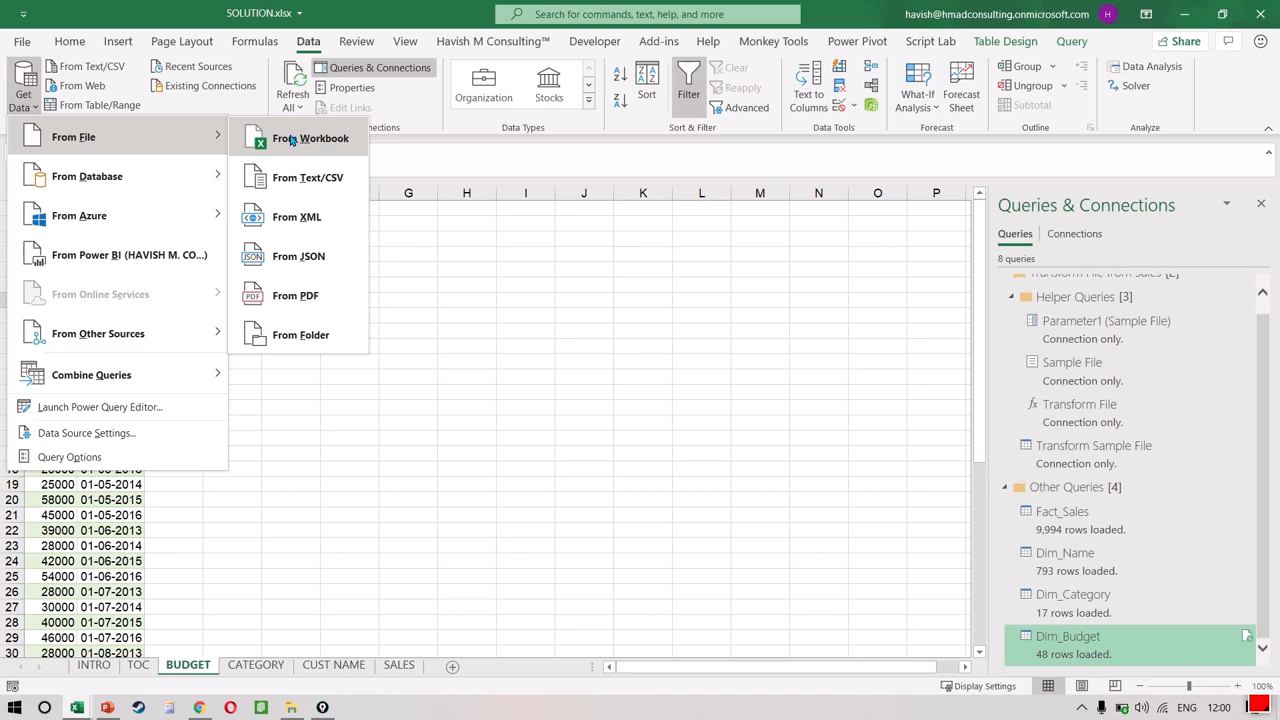 SOLUTION.xlsx
Search for commands, text, help, and more
havish@hmadconsulting.onmicrosoft.com
H
File Home Insert Page Layout Formulas Data Review View Havish M Consulting™ Developer Add-ins Help Monkey Tools Power Pivot Script Lab Table Design Query Share
Get Data
From Text/CSV
From Web
From Table/Range
Recent Sources
Existing Connections
Refresh All
Queries & Connections
Properties
Edit Links
Organization
Stocks
Sort
Filter
Clear
Reapply
Advanced
Text to Columns
What-If Analysis
Forecast Sheet
Group
Ungroup
Subtotal
Data Analysis
Solver
Data Types
Sort & Filter
Data Tools
Forecast
Outline
Analyze
From File
From Database
From Azure
From Power BI (HAVISH M. CO...)
From Online Services
From Other Sources
Combine Queries
Launch Power Query Editor...
Data Source Settings...
Query Options
From Workbook
From Text/CSV
From XML
JSON
From JSON
PDF
From PDF
From Folder
G H I J K L M N O P
19 25000 01-05-2014
20 58000 01-05-2015
21 45000 01-05-2016
22 39000 01-06-2013
23 28000 01-06-2014
24 42000 01-06-2015
25 54000 01-06-2016
26 28000 01-07-2013
27 30000 01-07-2014
28 40000 01-07-2015
29 46000 01-07-2016
30 28000 01-08-2013
Queries & Connections
Queries Connections
8 queries
Helper Queries [3]
Parameter1 (Sample File)
Connection only.
Sample File
Connection only.
fx Transform File
Connection only.
Transform Sample File
Connection only.
Other Queries [4]
Fact_Sales
9,994 rows loaded.
Dim_Name
793 rows loaded.
Dim_Category
17 rows loaded.
Dim_Budget
48 rows loaded.
INTRO TOC BUDGET CATEGORY CUST NAME SALES
Display Settings
100%
ENG 12:00